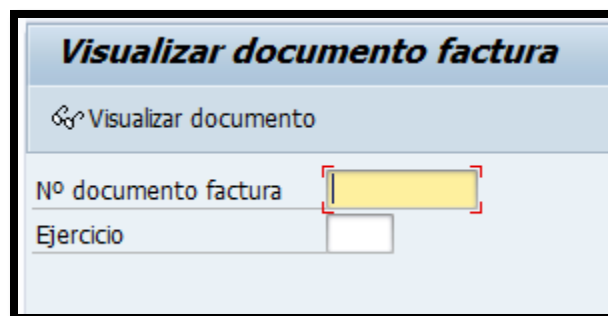 Visualizar documento factura
Visualizar documento
Nº documento factura
Ejercicio